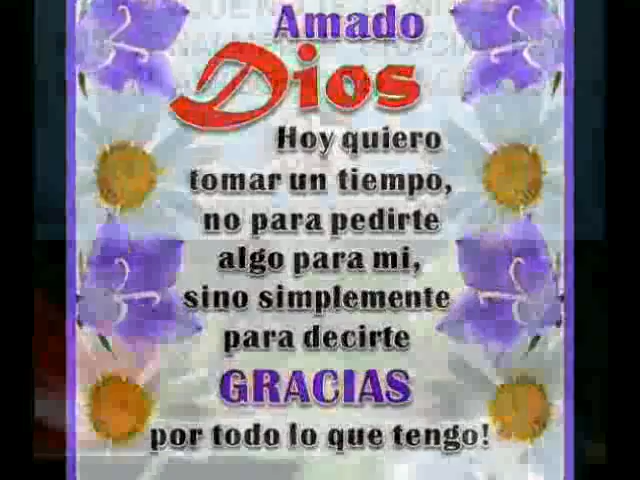 Amado
Dios
Hoy quiero
tomar un tiempo,
no para pedirte
algo para mi,
sino simplemente
para decirte
GRACIAS
por todo lo que tengo!